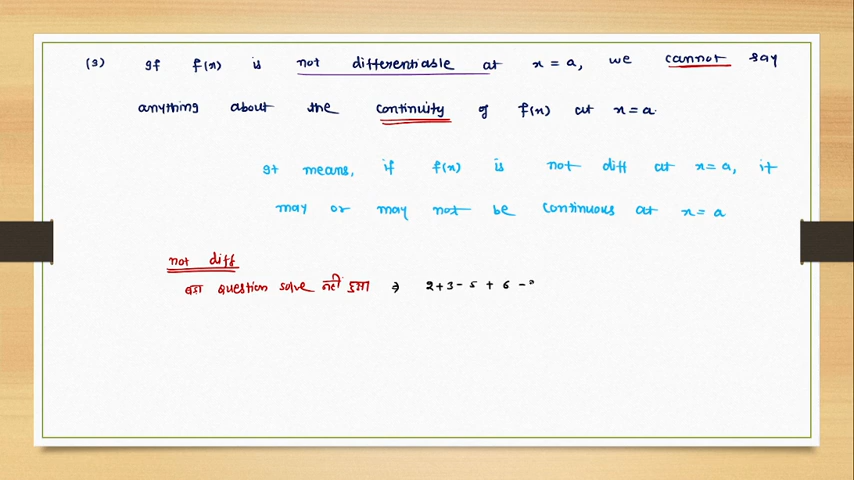 (3) If f(x) is not differentiable at x = a, we cannot say
anything about the continuity of f(x) at x = a.
It means, if f(x) is not diff at x = a, it
may or may not be continuous at x = a
not diff
बड़ा question solve नहीं हुआ ⇒ 2 + 3 - 5 + 6 -